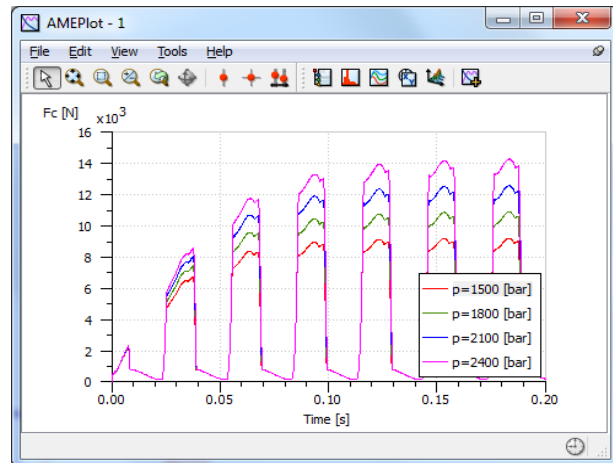 AMEPlot - 1
File Edit View Tools Help
Fc [N] x10³
16
14
12
10
8
6
4
2
0
0.00 0.05 0.10 0.15 0.20
Time [s]
p=1500 [bar]
p=1800 [bar]
p=2100 [bar]
p=2400 [bar]